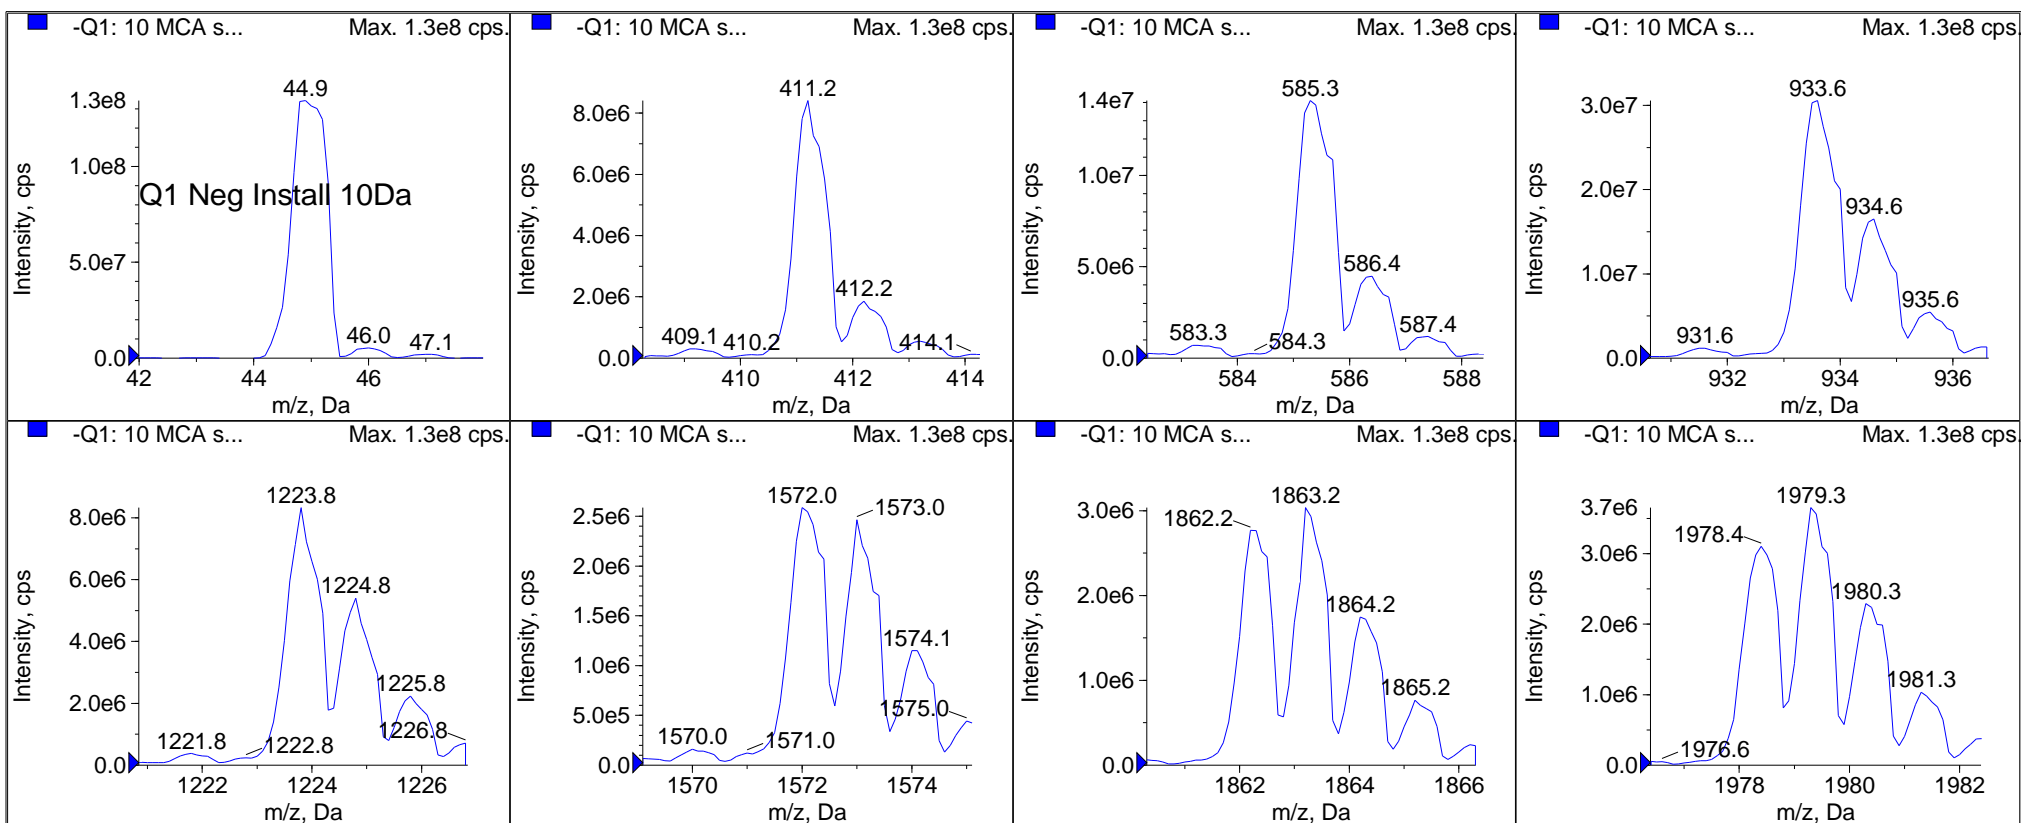 -Q1: 10 MCA s... Max. 1.3e8 cps.
44.9
1.3e8
1.0e8
Q1 Neg Install 10Da
5.0e7
46.0
47.1
0.0
42 44 46
m/z, Da
Intensity, cps
-Q1: 10 MCA s... Max. 1.3e8 cps.
411.2
8.0e6
6.0e6
4.0e6
2.0e6
412.2
409.1
410.2
414.1
0.0
410 412 414
m/z, Da
Intensity, cps
-Q1: 10 MCA s... Max. 1.3e8 cps.
585.3
1.4e7
1.0e7
5.0e6
586.4
587.4
583.3
584.3
0.0
584 586 588
m/z, Da
Intensity, cps
-Q1: 10 MCA s... Max. 1.3e8 cps.
933.6
3.0e7
2.0e7
934.6
1.0e7
935.6
931.6
0.0
932 934 936
m/z, Da
Intensity, cps
-Q1: 10 MCA s... Max. 1.3e8 cps.
1223.8
8.0e6
6.0e6
1224.8
4.0e6
2.0e6
1225.8
1226.8
1221.8
1222.8
0.0
1222 1224 1226
m/z, Da
Intensity, cps
-Q1: 10 MCA s... Max. 1.3e8 cps.
1572.0
1573.0
2.5e6
2.0e6
1.5e6
1574.1
1.0e6
1575.0
5.0e5
1570.0
1571.0
0.0
1570 1572 1574
m/z, Da
Intensity, cps
-Q1: 10 MCA s... Max. 1.3e8 cps.
1863.2
3.0e6
1862.2
2.0e6
1864.2
1865.2
1.0e6
0.0
1862 1864 1866
m/z, Da
Intensity, cps
-Q1: 10 MCA s... Max. 1.3e8 cps.
1979.3
3.7e6
1978.4
3.0e6
1980.3
2.0e6
1981.3
1.0e6
1976.6
0.0
1978 1980 1982
m/z, Da
Intensity, cps